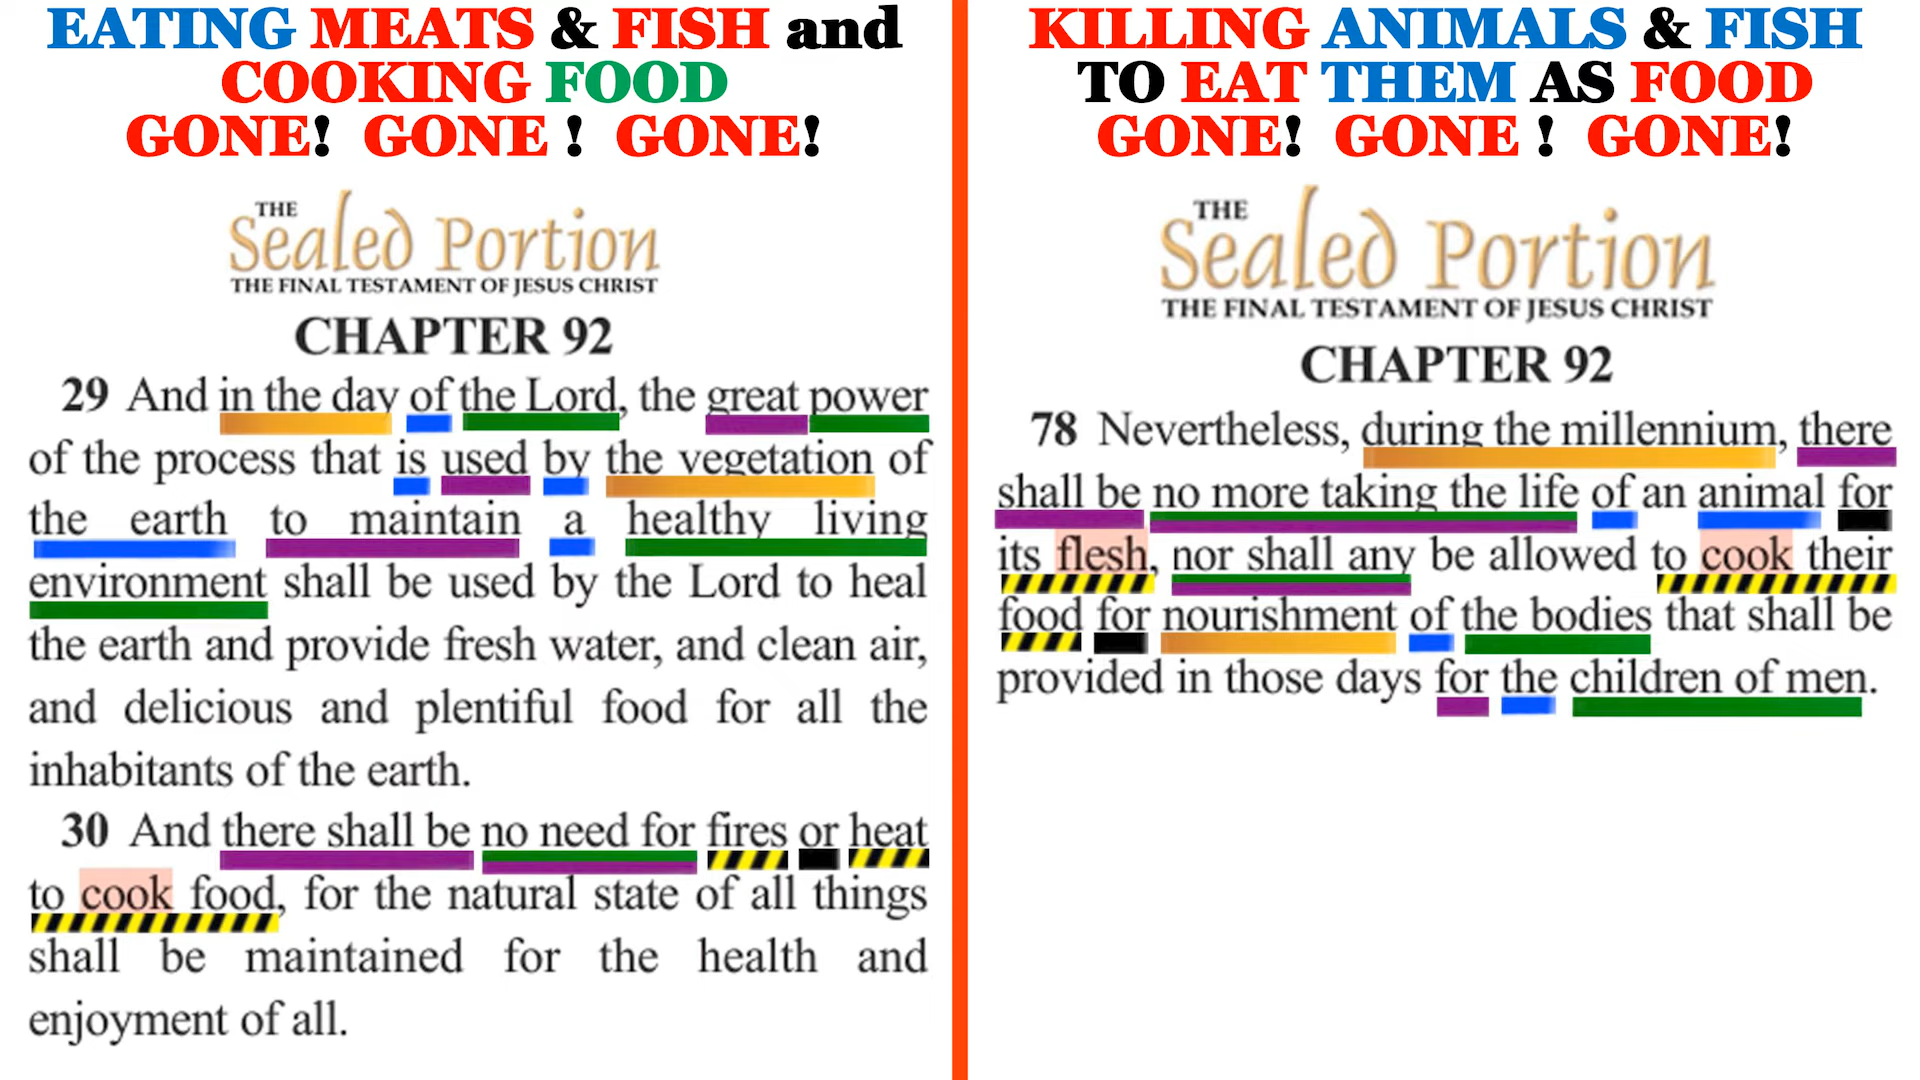 EATING MEATS & FISH and
COOKING FOOD
GONE! GONE ! GONE!
THE
Sealed Portion
THE FINAL TESTAMENT OF JESUS CHRIST
CHAPTER 92
29 And in the day of the Lord, the great power
of the process that is used by the vegetation of
the earth to maintain a healthy living
environment shall be used by the Lord to heal
the earth and provide fresh water, and clean air,
and delicious and plentiful food for all the
inhabitants of the earth.
30 And there shall be no need for fires or heat
to cook food, for the natural state of all things
shall be maintained for the health and
enjoyment of all.
KILLING ANIMALS & FISH
TO EAT THEM AS FOOD
GONE! GONE ! GONE!
THE
Sealed Portion
THE FINAL TESTAMENT OF JESUS CHRIST
CHAPTER 92
78 Nevertheless, during the millennium, there
shall be no more taking the life of an animal for
its flesh, nor shall any be allowed to cook their
food for nourishment of the bodies that shall be
provided in those days for the children of men.